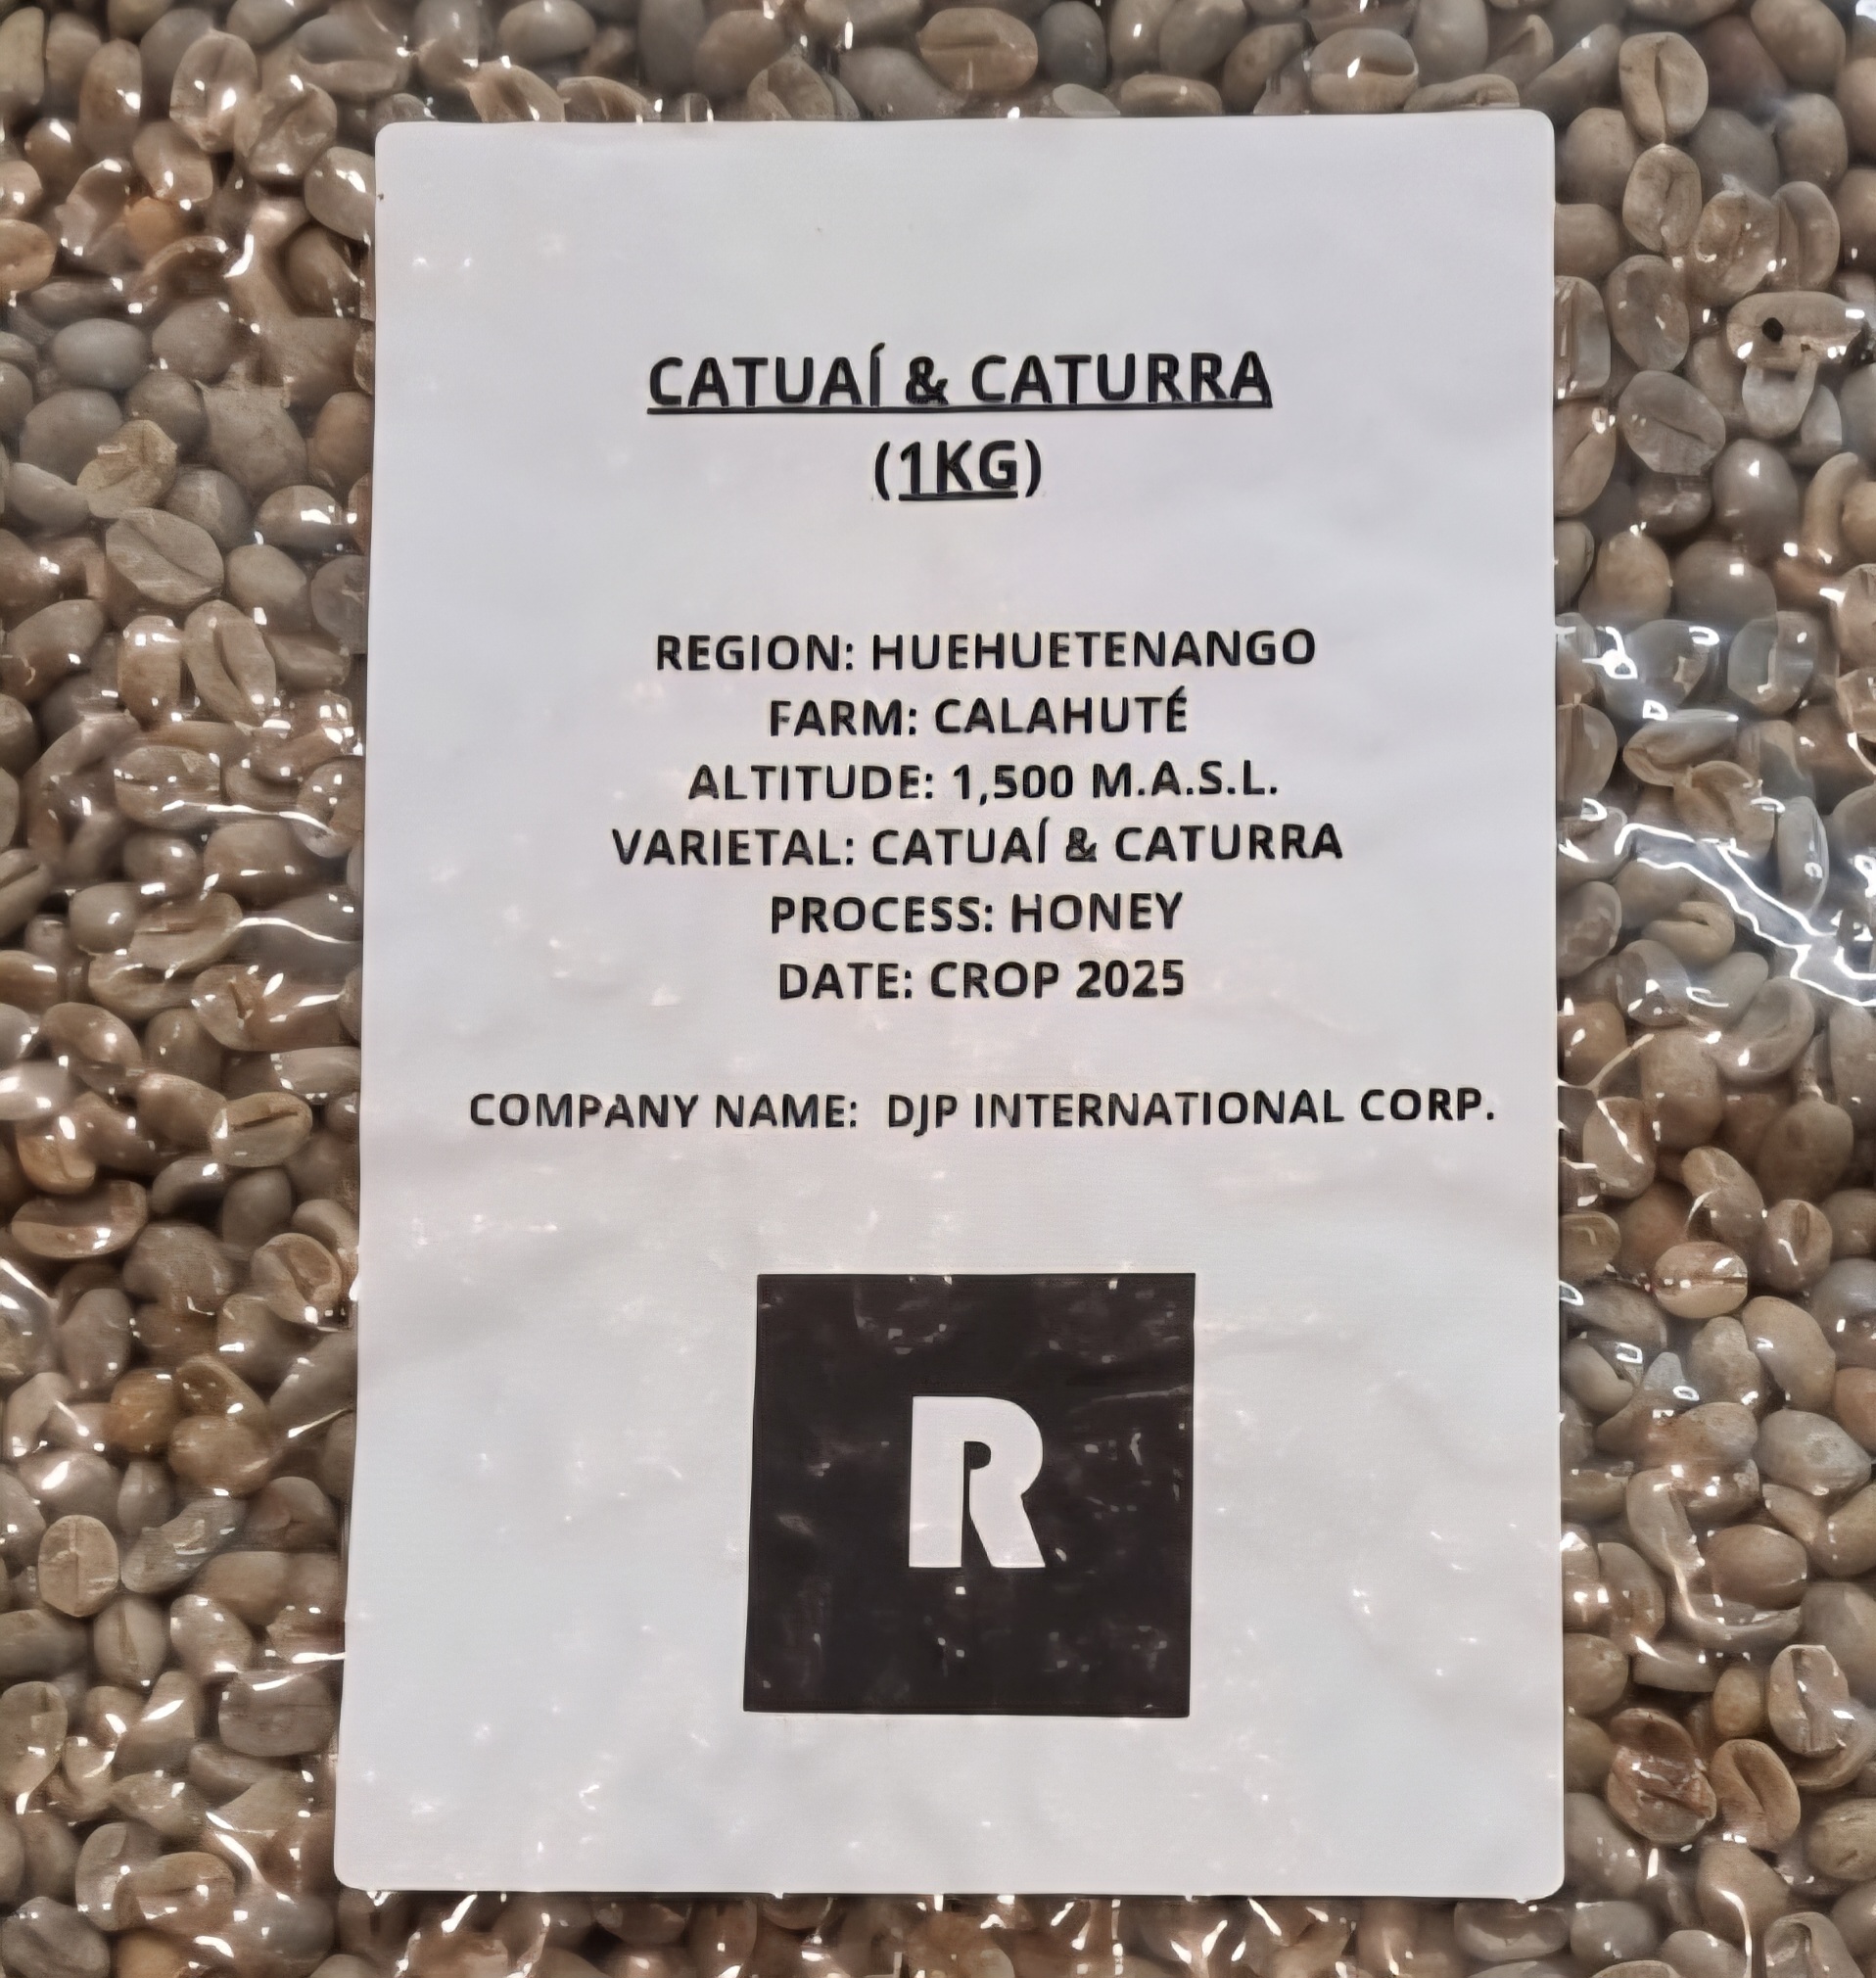 CATUAÍ & CATURRA
(1KG)
REGION: HUEHUETENANGO
FARM: CALAHUTÉ
ALTITUDE: 1,500 M.A.S.L.
VARIETAL: CATUAÍ & CATURRA
PROCESS: HONEY
DATE: CROP 2025
COMPANY NAME: DJP INTERNATIONAL CORP.
R